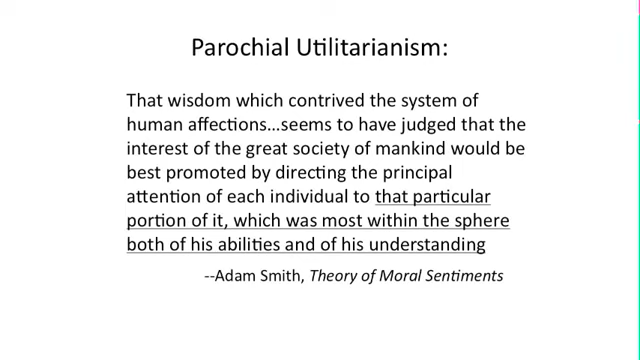 Parochial Utilitarianism:
That wisdom which contrived the system of
human affections...seems to have judged that the
interest of the great society of mankind would be
best promoted by directing the principal
attention of each individual to that particular
portion of it, which was most within the sphere
both of his abilities and of his understanding
--Adam Smith, Theory of Moral Sentiments